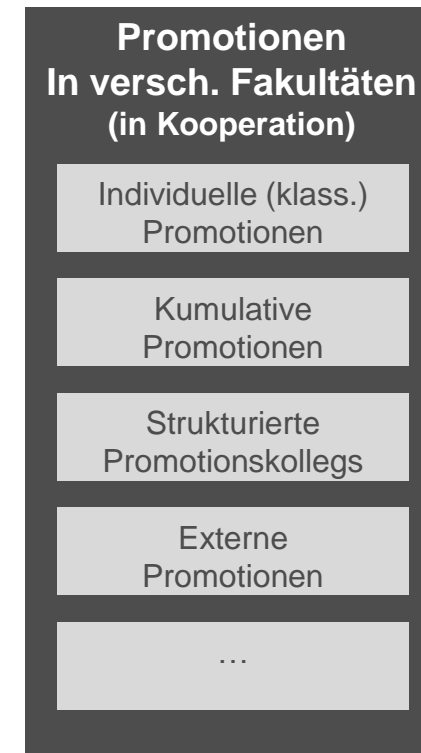 Promotionen
In versch. Fakultäten
(in Kooperation)
Individuelle (klass.)
Promotionen
Kumulative
Promotionen
Strukturierte
Promotionskollegs
Externe
Promotionen
…